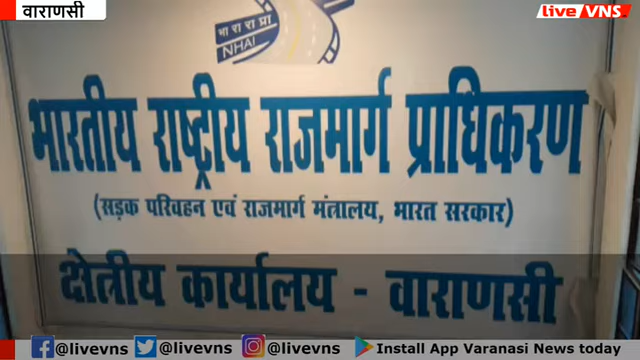 वाराणसी
live VNS
भा रा रा प्रा
NHAI
भारतीय राष्ट्रीय राजमार्ग प्राधिकरण
(सड़क परिवहन एवं राजमार्ग मंत्रालय, भारत सरकार)
क्षेत्रीय कार्यालय - वाराणसी
@livevns @livevns @livevns Install App Varanasi News today